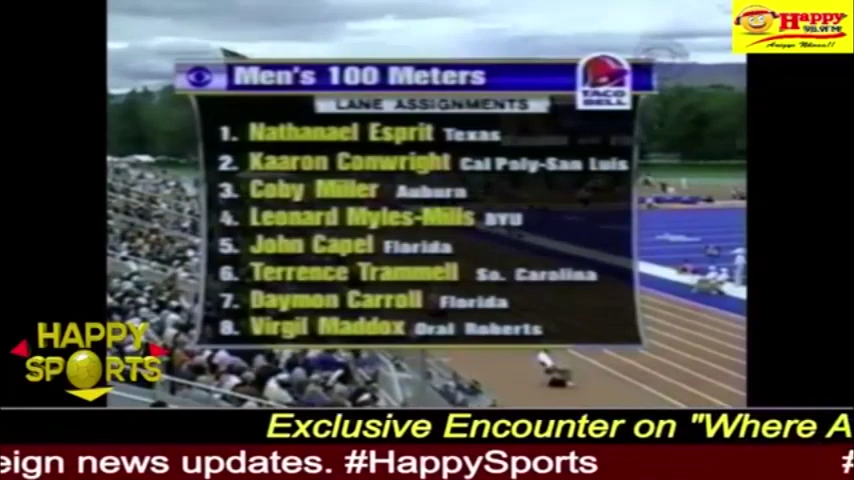 Happy
98.9 FM
Men's 100 Meters
TACO
BELL
LANE ASSIGNMENTS
1. Nathanael Esprit Texas
2. Kaaron Conwright Cal Poly-San Luis
3. Coby Miller Auburn
4. Leonard Myles-Mills BYU
5. John Capel Florida
6. Terrence Trammell So. Carolina
7. Daymon Carroll Florida
8. Virgil Maddox Oral Roberts
HAPPY
SPORTS
Exclusive Encounter on "Where A
eign news updates. #HappySports #